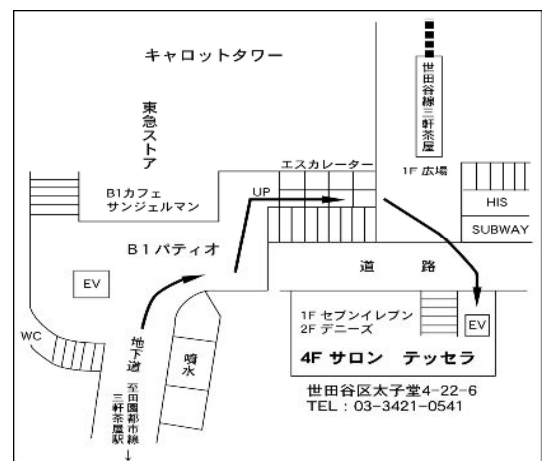 キャロットタワー
東急ストア
世田谷線三軒茶屋
エスカレーター
1F 広場
B1カフェ
サンジェルマン
UP
HIS
SUBWAY
B1パティオ
道 路
EV
1F セブンイレブン
2F デニーズ
EV
WC
地下道 至田園都市線
三軒茶屋駅
↓
噴水
4F サロン テッセラ
世田谷区太子堂4-22-6
TEL : 03-3421-0541